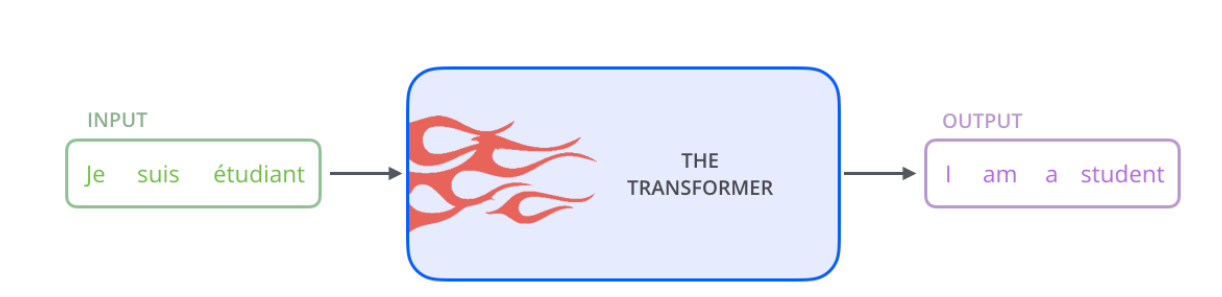 INPUT
Je suis étudiant
THE
TRANSFORMER
OUTPUT
I am a student